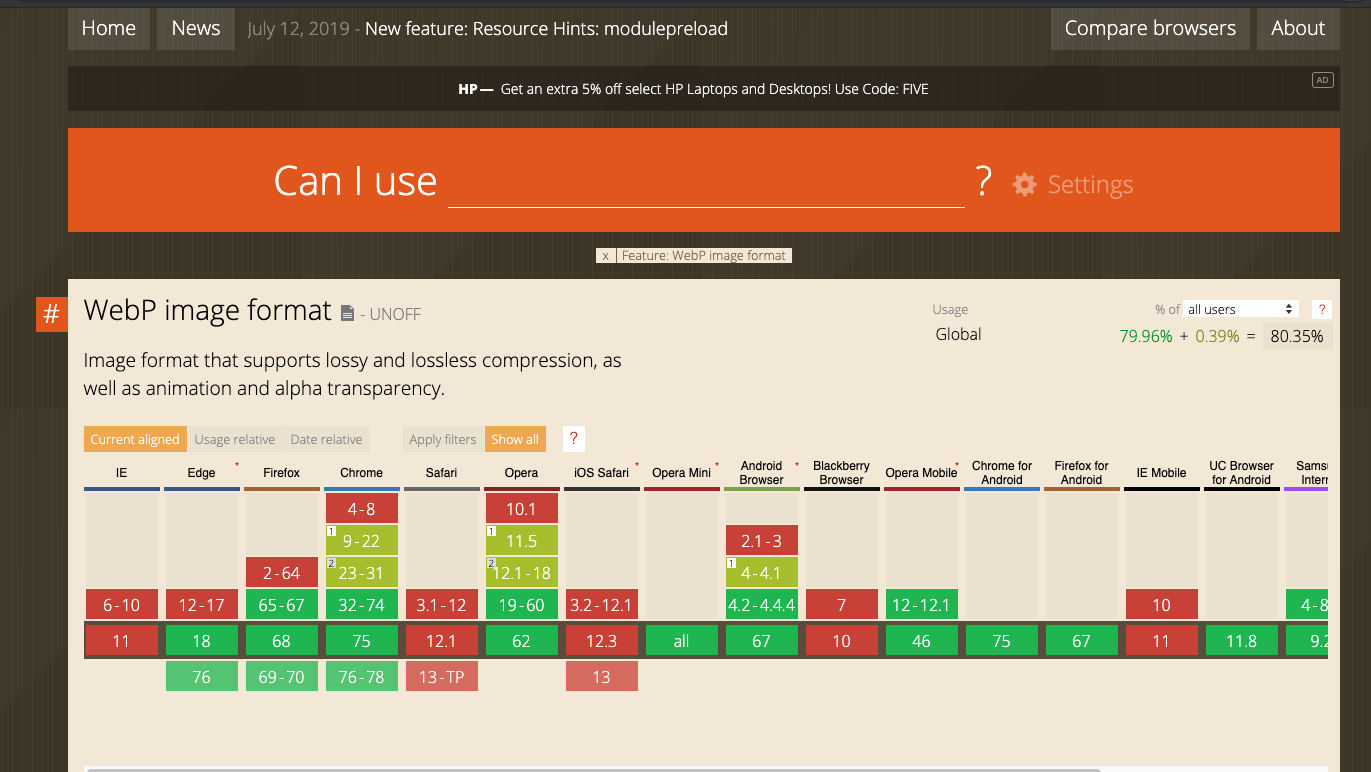 Home News July 12, 2019 - New feature: Resource Hints: modulepreload Compare browsers About
HP — Get an extra 5% off select HP Laptops and Desktops! Use Code: FIVE AD
Can I use ? Settings
x Feature: WebP image format
# WebP image format - UNOFF Usage % of all users ?
Global 79.96% + 0.39% = 80.35%
Image format that supports lossy and lossless compression, as
well as animation and alpha transparency.
Current aligned Usage relative Date relative Apply filters Show all ?
IE Edge * Firefox Chrome Safari Opera iOS Safari * Opera Mini * Android Browser * Blackberry Browser Opera Mobile * Chrome for Android Firefox for Android IE Mobile UC Browser for Android
4-8 10.1
1 9-22 1 11.5 2.1-3
2-64 2 23-31 2 12.1-18 1 4-4.1
6-10 12-17 65-67 32-74 3.1-12 19-60 3.2-12.1 4.2-4.4.4 7 12-12.1 10
11 18 68 75 12.1 62 12.3 all 67 10 46 75 67 11 11.8
76 69-70 76-78 13-TP 13